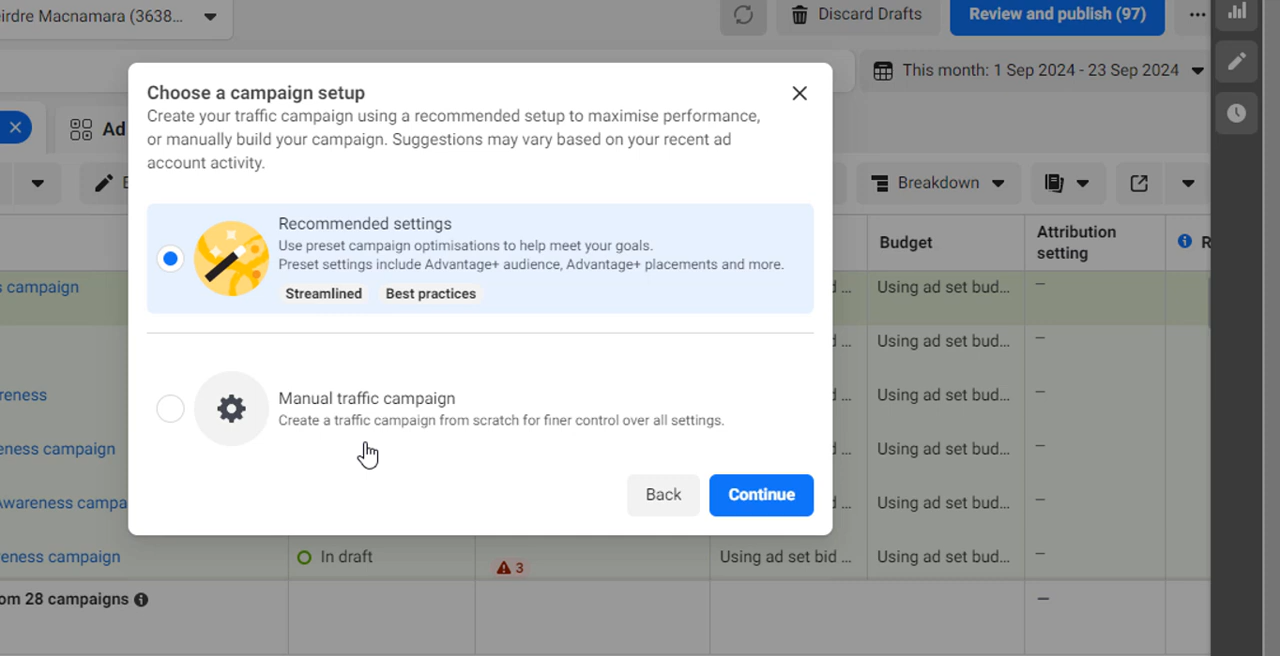 eirdre Macnamara (3638...
Discard Drafts
Review and publish (97)
This month: 1 Sep 2024 - 23 Sep 2024
Ad
Breakdown
Budget
Attribution
setting
R
s campaign
Using ad set bud...
d ...
Using ad set bud...
reness
d ...
Using ad set bud...
eness campaign
d ...
Using ad set bud...
Awareness campa
d ...
Using ad set bud...
eness campaign
In draft
3
Using ad set bid ...
Using ad set bud...
om 28 campaigns
Choose a campaign setup
Create your traffic campaign using a recommended setup to maximise performance,
or manually build your campaign. Suggestions may vary based on your recent ad
account activity.
Recommended settings
Use preset campaign optimisations to help meet your goals.
Preset settings include Advantage+ audience, Advantage+ placements and more.
Streamlined
Best practices
Manual traffic campaign
Create a traffic campaign from scratch for finer control over all settings.
Back
Continue